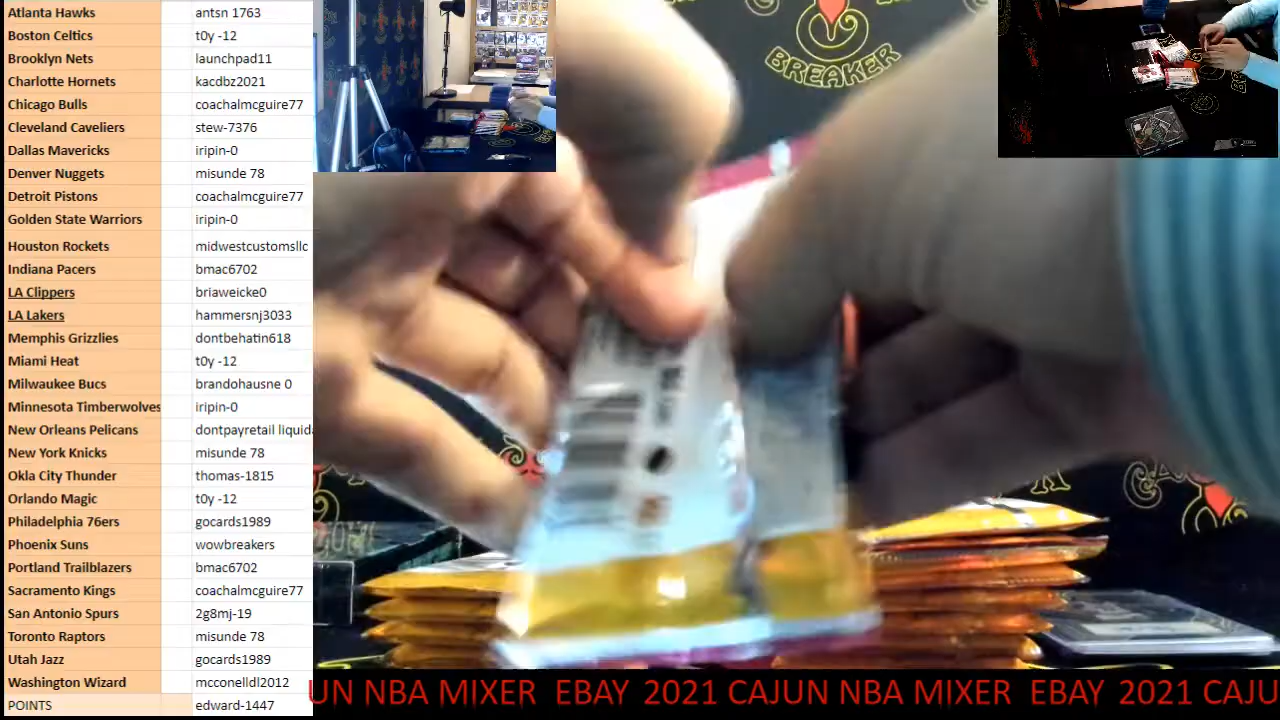 Atlanta Hawks antsn 1763
Boston Celtics t0y -12
Brooklyn Nets launchpad11
Charlotte Hornets kacdbz2021
Chicago Bulls coachalmcguire77
Cleveland Caveliers stew-7376
Dallas Mavericks iripin-0
Denver Nuggets misunde 78
Detroit Pistons coachalmcguire77
Golden State Warriors iripin-0
Houston Rockets midwestcustomsllc
Indiana Pacers bmac6702
LA Clippers briaweicke0
LA Lakers hammersnj3033
Memphis Grizzlies dontbehatin618
Miami Heat t0y -12
Milwaukee Bucs brandohausne 0
Minnesota Timberwolves iripin-0
New Orleans Pelicans dontpayretail liquid
New York Knicks misunde 78
Okla City Thunder thomas-1815
Orlando Magic t0y -12
Philadelphia 76ers gocards1989
Phoenix Suns wowbreakers
Portland Trailblazers bmac6702
Sacramento Kings coachalmcguire77
San Antonio Spurs 2g8mj-19
Toronto Raptors misunde 78
Utah Jazz gocards1989
Washington Wizard mcconelldl2012
POINTS edward-1447
BREAKER
UN NBA MIXER EBAY 2021 CAJUN NBA MIXER EBAY 2021 CAJU